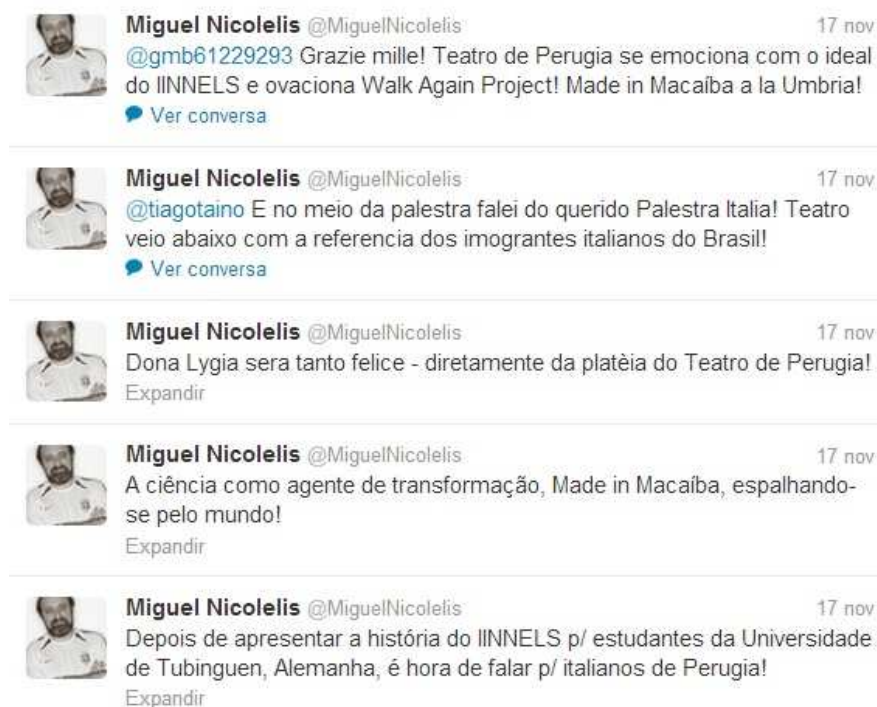 Miguel Nicolelis @MiguelNicolelis 17 nov
@gmb61229293 Grazie mille! Teatro de Perugia se emociona com o ideal
do IINNELS e ovaciona Walk Again Project! Made in Macaíba a la Umbria!
Ver conversa
Miguel Nicolelis @MiguelNicolelis 17 nov
@tiagotaino E no meio da palestra falei do querido Palestra Italia! Teatro
veio abaixo com a referencia dos imograntes italianos do Brasil!
Ver conversa
Miguel Nicolelis @MiguelNicolelis 17 nov
Dona Lygia sera tanto felice - diretamente da platèia do Teatro de Perugia!
Expandir
Miguel Nicolelis @MiguelNicolelis 17 nov
A ciência como agente de transformação, Made in Macaíba, espalhando-
se pelo mundo!
Expandir
Miguel Nicolelis @MiguelNicolelis 17 nov
Depois de apresentar a história do IINNELS p/ estudantes da Universidade
de Tubinguen, Alemanha, é hora de falar p/ italianos de Perugia!
Expandir